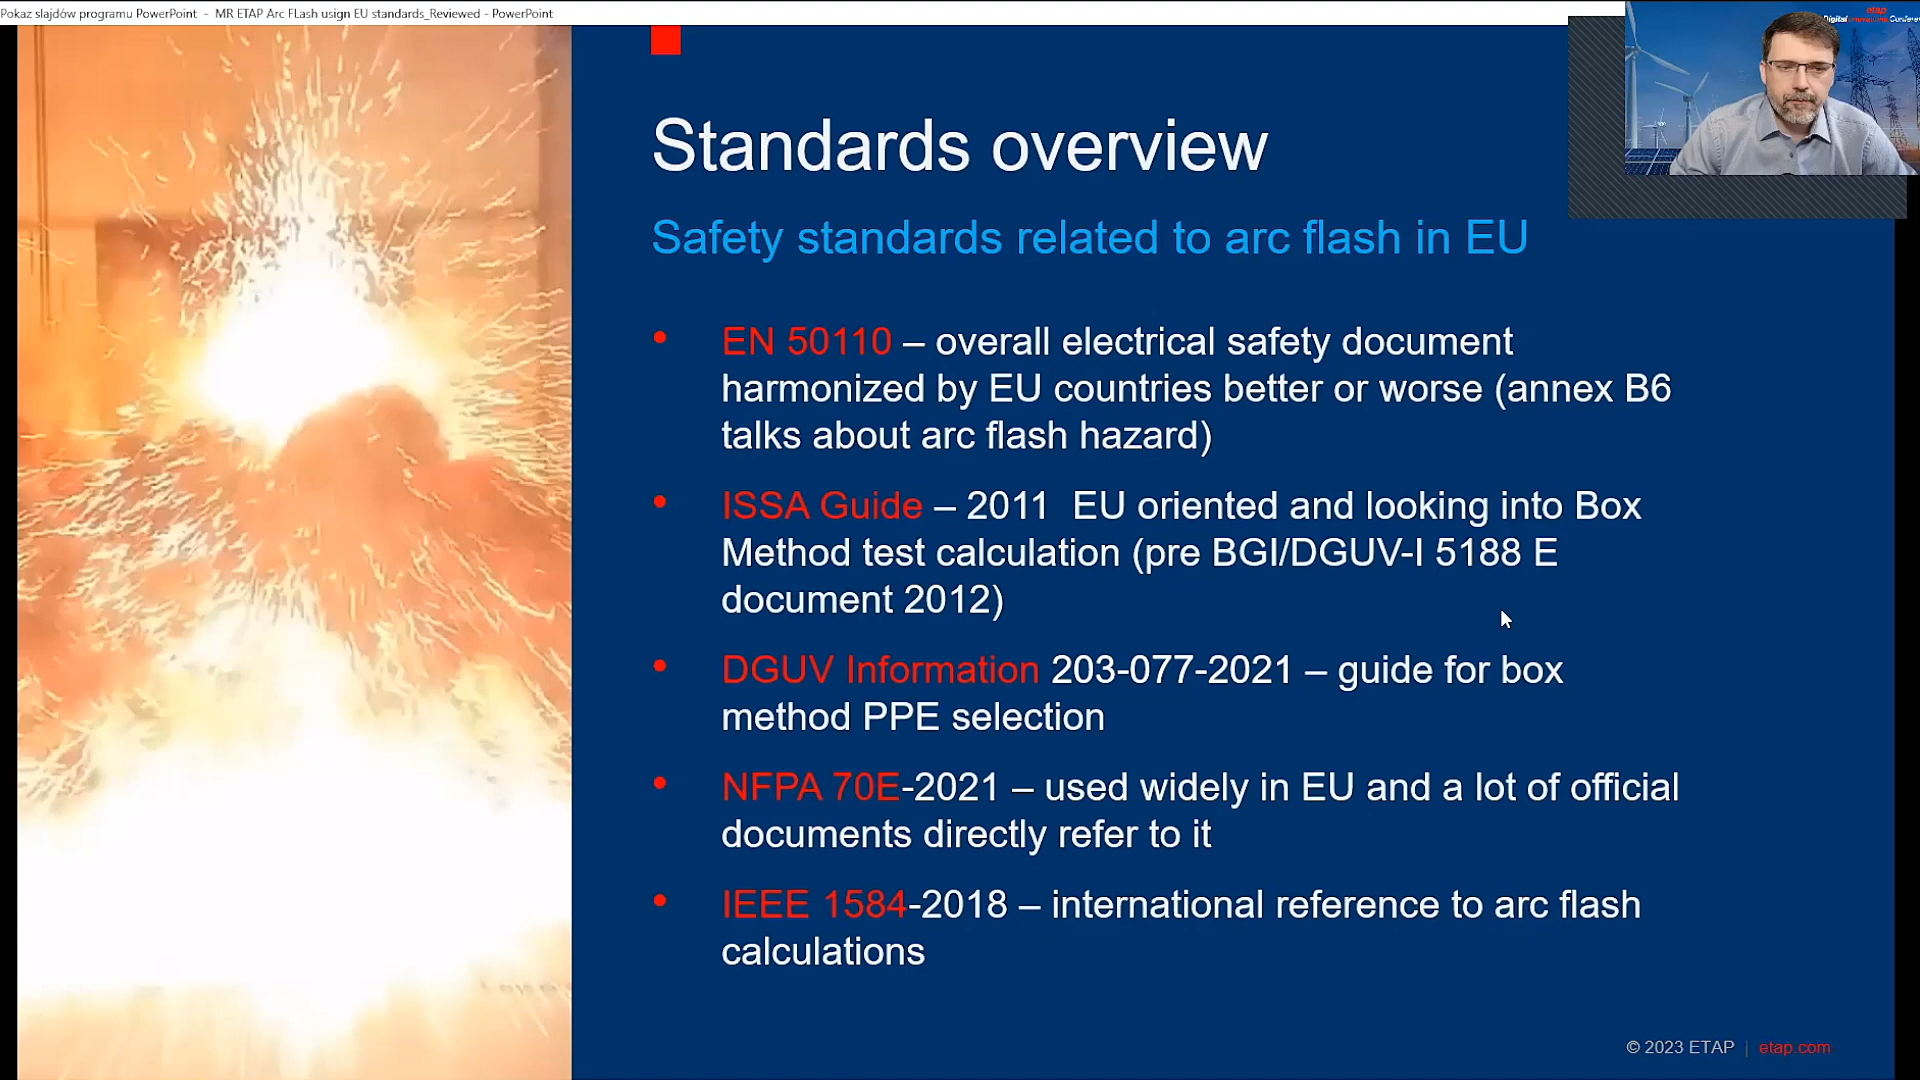 Pokaz slajdów programu PowerPoint - MR ETAP Arc FLash usign EU standards_Reviewed - PowerPoint
etap
Digital Conference
Standards overview
Safety standards related to arc flash in EU
• EN 50110 – overall electrical safety document
harmonized by EU countries better or worse (annex B6
talks about arc flash hazard)
• ISSA Guide – 2011 EU oriented and looking into Box
Method test calculation (pre BGI/DGUV-I 5188 E
document 2012)
• DGUV Information 203-077-2021 – guide for box
method PPE selection
• NFPA 70E-2021 – used widely in EU and a lot of official
documents directly refer to it
• IEEE 1584-2018 – international reference to arc flash
calculations
© 2023 ETAP | etap.com